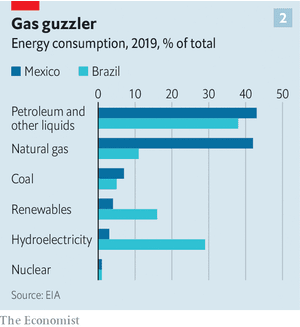 Gas guzzler
2
Energy consumption, 2019, % of total
Mexico Brazil
0 10 20 30 40 50
Petroleum and
other liquids
Natural gas
Coal
Renewables
Hydroelectricity
Nuclear
Source: EIA
The Economist